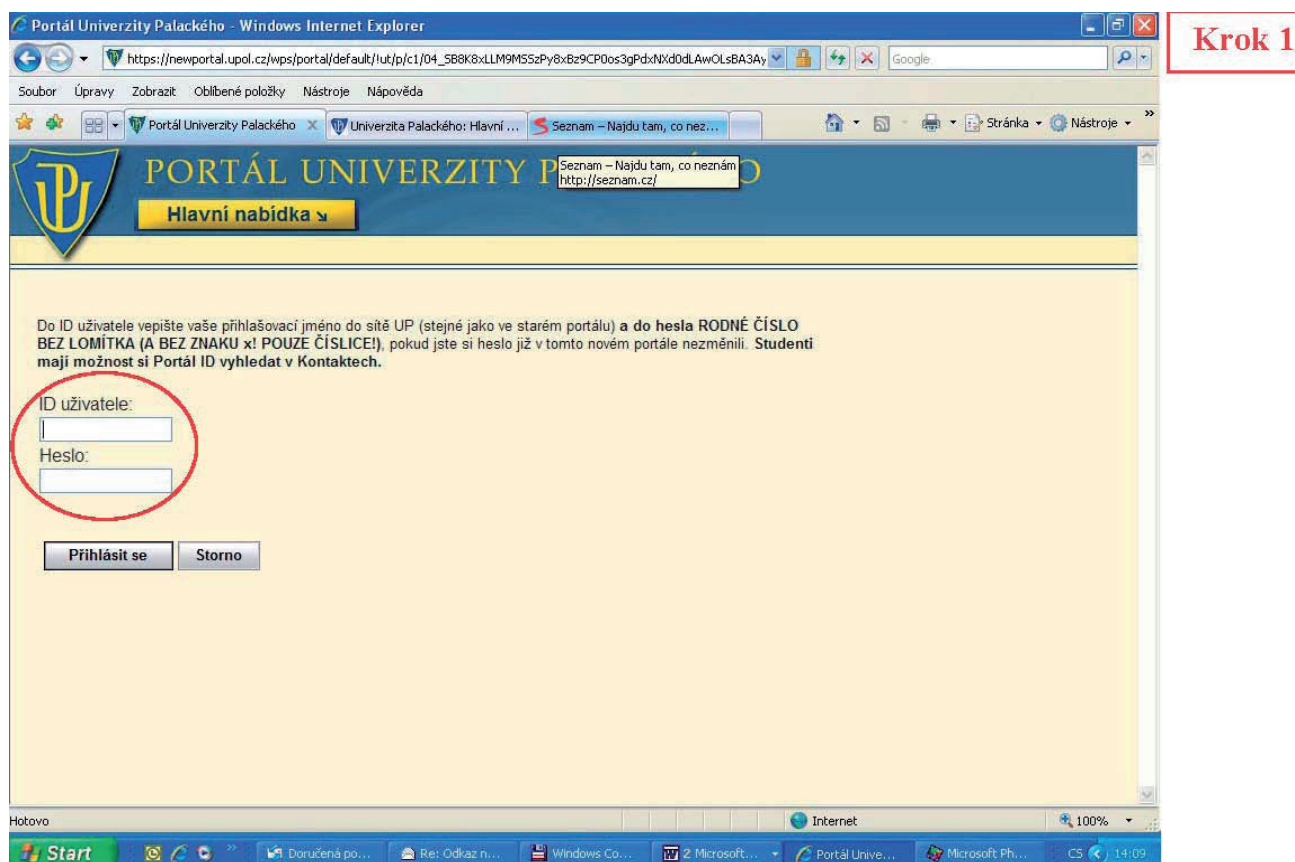 Portál Univerzity Palackého - Windows Internet Explorer
Krok 1
https://newportal.upol.cz/wps/portal/default/!ut/p/c1/04_SB8K8xLLM9MSSzPy8xBz9CP0os3gPdxNXd0dLAwOLsBA3Ay
Google
Soubor Úpravy Zobrazit Oblíbené položky Nástroje Nápověda
Portál Univerzity Palackého
Univerzita Palackého: Hlavní ...
Seznam – Najdu tam, co nez...
Stránka
Nástroje
Seznam – Najdu tam, co neznám
http://seznam.cz/
PORTÁL UNIVERZITY
Hlavní nabídka
Do ID uživatele vepište vaše přihlašovací jméno do sítě UP (stejné jako ve starém portálu) a do hesla RODNÉ ČÍSLO
BEZ LOMÍTKA (A BEZ ZNAKU x! POUZE ČÍSLICE!), pokud jste si heslo již v tomto novém portále nezměnili. Studenti
mají možnost si Portál ID vyhledat v Kontaktech.
ID uživatele:
Heslo:
Přihlásit se Storno
Hotovo
Internet
100%
Start
Doručená po...
Re: Odkaz n...
Windows Co...
2 Microsoft...
Portál Unive...
Microsoft Ph...
CS
14:09